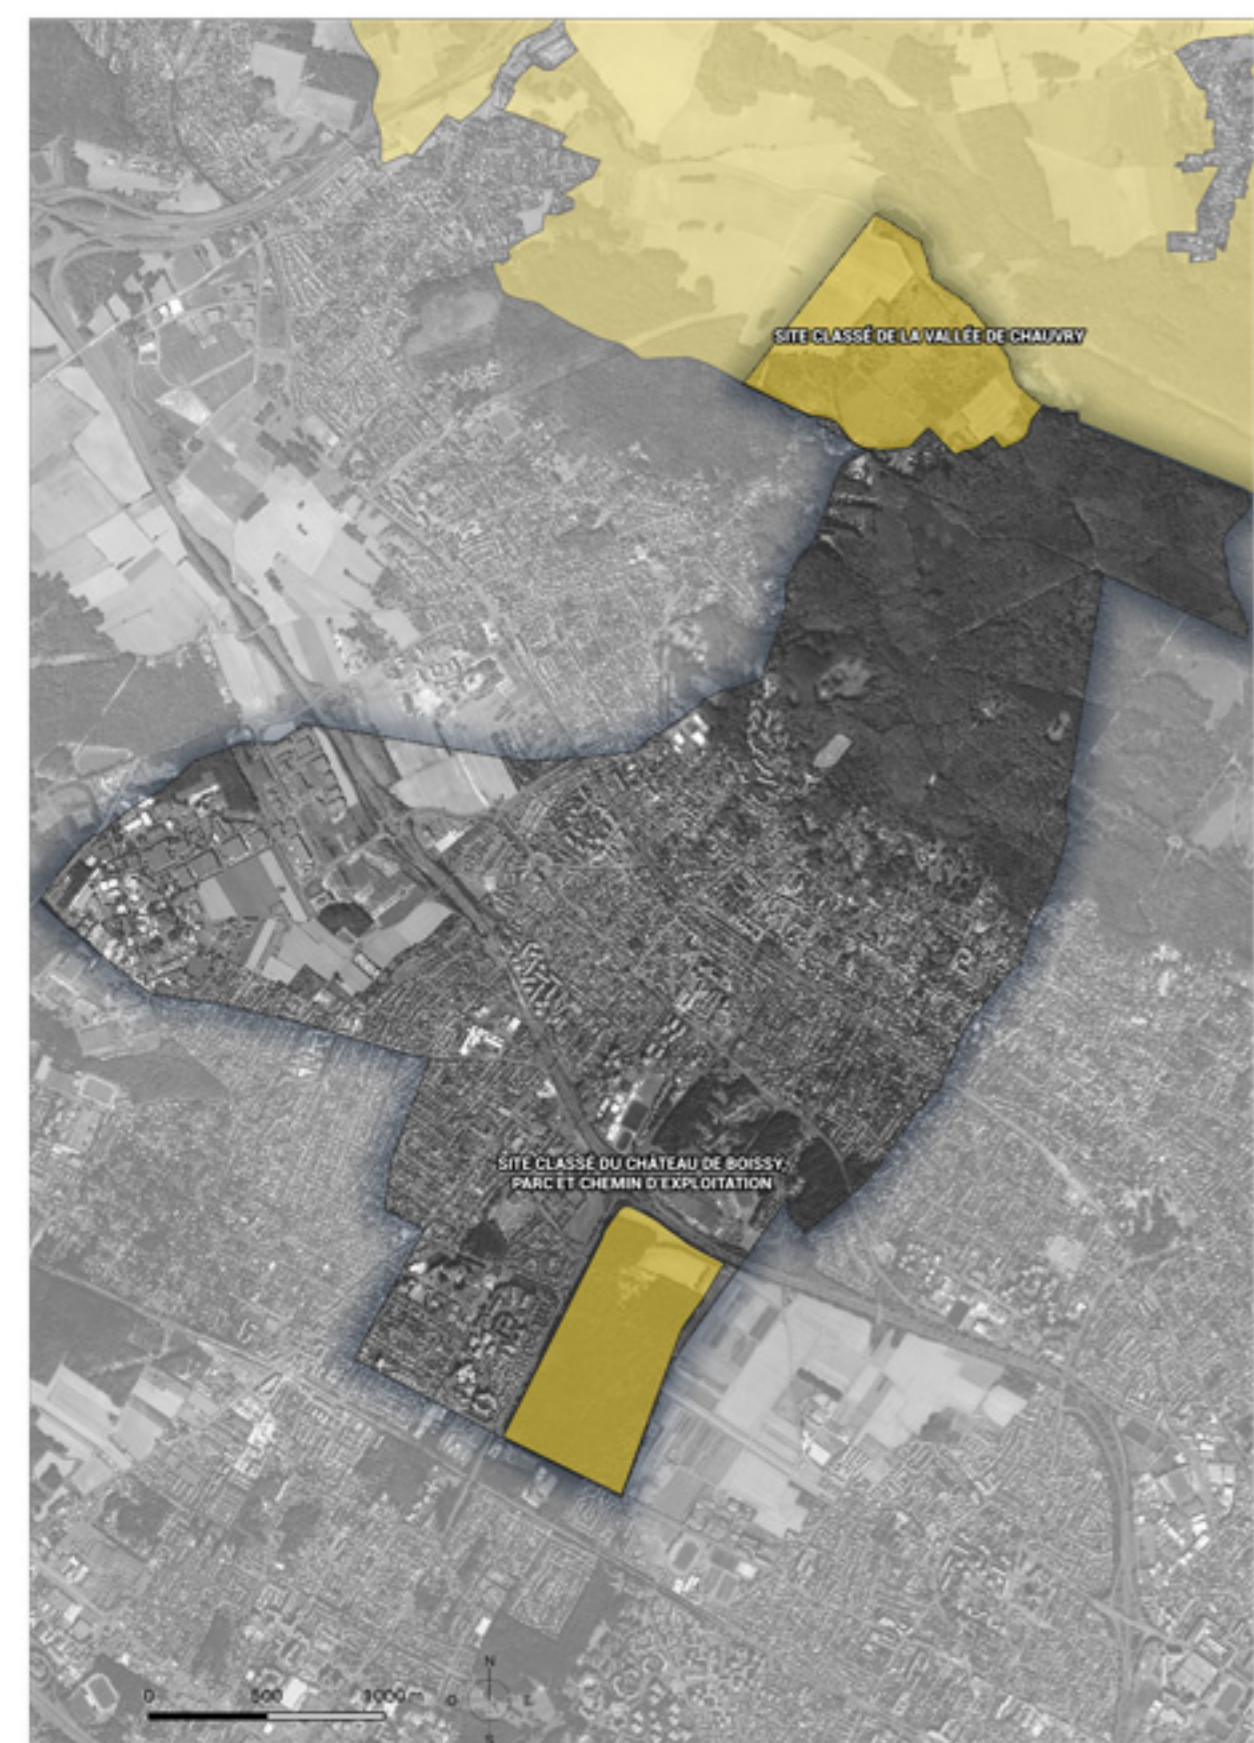 SITE CLASSÉ DE LA VALLÉE DE CHAUVRY
SITE CLASSÉ DU CHÂTEAU DE BOISSY,
PARC ET CHEMIN D'EXPLOITATION
N
0 500 1000 m O E
S